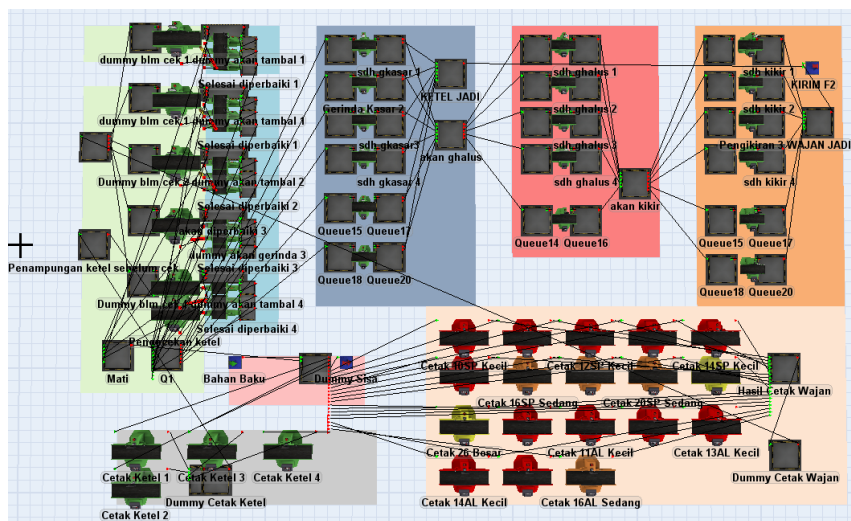 dummy blm cek 1
dummy akan tambal 1
Selesai diperbaiki 1
dummy blm cek 1
dummy akan tambal 1
Selesai diperbaiki 1
Dummy blm cek 2
dummy akan tambal 2
Selesai diperbaiki 2
akan diperbaiki 3
dummy akan gerinda 3
Penampungan ketel sebelum cek
Selesai diperbaiki 3
Dummy blm cek 4
dummy akan tambal 4
Selesai diperbaiki 4
Pengecekan ketel
Mati
Q1
sdh gkasar 1
Gerinda Kasar 2
sdh gkasar3
sdh gkasar 4
Queue15
Queue17
Queue18
Queue20
KETEL JADI
akan ghalus
sdh ghalus 1
sdh ghalus 2
sdh ghalus 3
sdh ghalus 4
Queue14
Queue16
akan kikir
sdh kikir 1
sdh kikir 2
Pengikiran 3
sdh kikir 4
Queue15
Queue17
Queue18
Queue20
KIRIM F2
WAJAN JADI
Bahan Baku
Dummy Sisa
Cetak 10SP Kecil
Cetak 12SP Kecil
Cetak 14SP Kecil
Cetak 16SP Sedang
Cetak 20SP Sedang
Hasil Cetak Wajan
Cetak 26 Besar
Cetak 11AL Kecil
Cetak 13AL Kecil
Dummy Cetak Wajan
Cetak 14AL Kecil
Cetak 16AL Sedang
Cetak Ketel 1
Cetak Ketel 3
Cetak Ketel 4
Dummy Cetak Ketel
Cetak Ketel 2